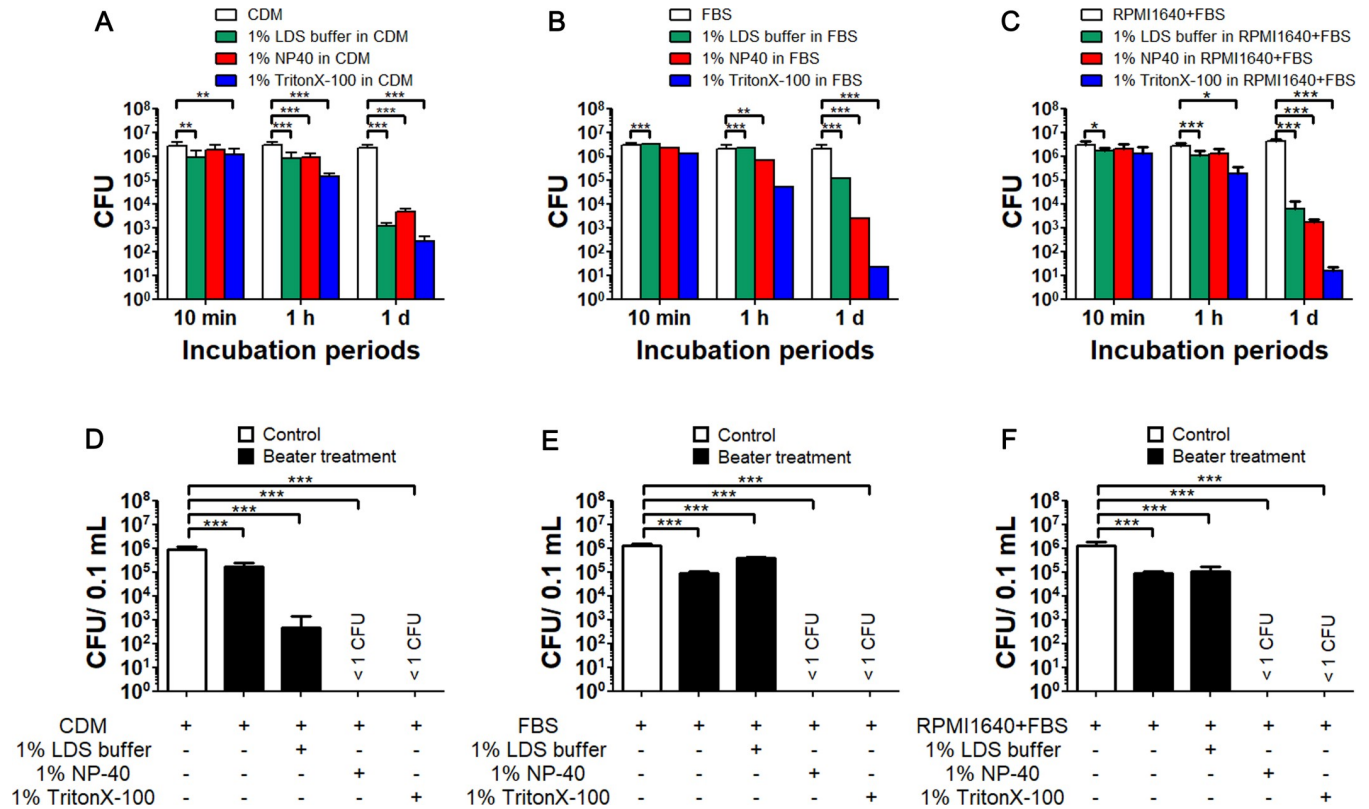 A
CDM
1% LDS buffer in CDM
1% NP40 in CDM
1% TritonX-100 in CDM
** *** ***
*** ***
** *** ***
CFU
10⁸
10⁷
10⁶
10⁵
10⁴
10³
10²
10¹
10⁰
10 min 1 h 1 d
Incubation periods
B
FBS
1% LDS buffer in FBS
1% NP40 in FBS
1% TritonX-100 in FBS
***
** ***
*** *** ***
CFU
10⁸
10⁷
10⁶
10⁵
10⁴
10³
10²
10¹
10⁰
10 min 1 h 1 d
Incubation periods
C
RPMI1640+FBS
1% LDS buffer in RPMI1640+FBS
1% NP40 in RPMI1640+FBS
1% TritonX-100 in RPMI1640+FBS
* ***
***
* *** ***
CFU
10⁸
10⁷
10⁶
10⁵
10⁴
10³
10²
10¹
10⁰
10 min 1 h 1 d
Incubation periods
D
Control
Beater treatment
***
***
***
***
CFU/ 0.1 mL
10⁸
10⁷
10⁶
10⁵
10⁴
10³
10²
10¹
10⁰
< 1 CFU
< 1 CFU
CDM + + + + +
1% LDS buffer - - + - -
1% NP-40 - - - + -
1% TritonX-100 - - - - +
E
Control
Beater treatment
***
***
***
***
CFU/ 0.1 mL
10⁸
10⁷
10⁶
10⁵
10⁴
10³
10²
10¹
10⁰
< 1 CFU
< 1 CFU
FBS + + + + +
1% LDS buffer - - + - -
1% NP-40 - - - + -
1% TritonX-100 - - - - +
F
Control
Beater treatment
***
***
***
***
CFU/ 0.1 mL
10⁸
10⁷
10⁶
10⁵
10⁴
10³
10²
10¹
10⁰
< 1 CFU
< 1 CFU
RPMI1640+FBS + + + + +
1% LDS buffer - - + - -
1% NP-40 - - - + -
1% TritonX-100 - - - - +